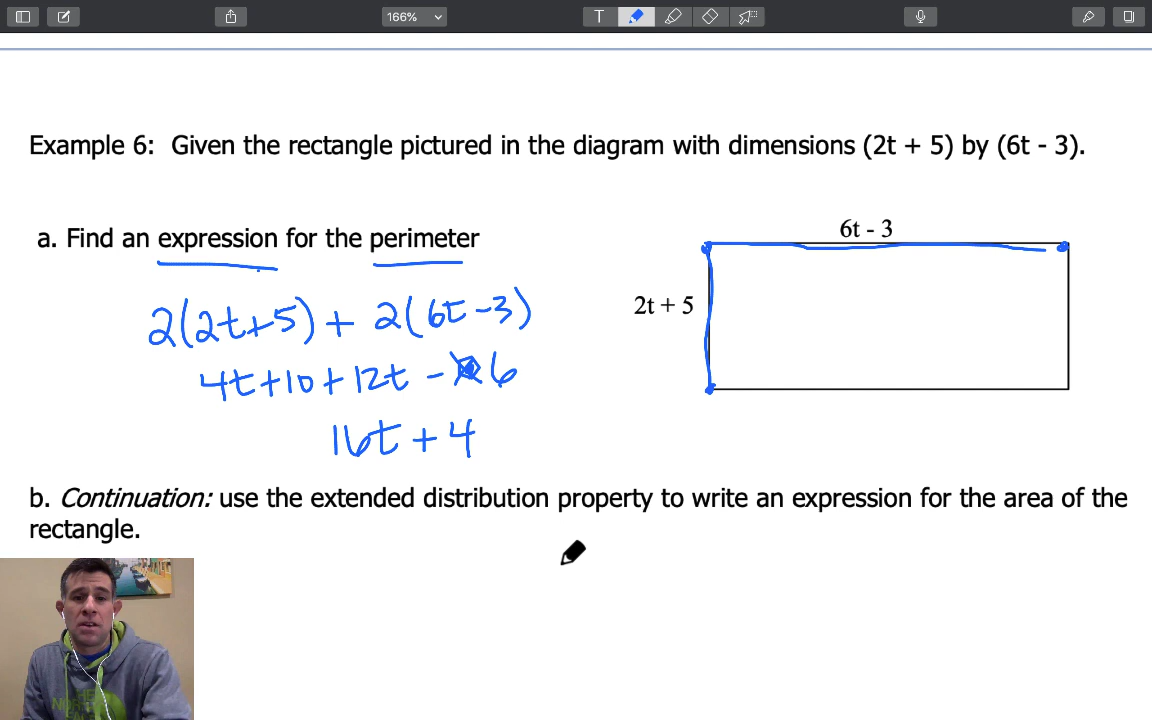 166%
T
Example 6: Given the rectangle pictured in the diagram with dimensions (2t + 5) by (6t - 3).
a. Find an expression for the perimeter
6t - 3
2t + 5
2(2t+5) + 2(6t-3)
4t+10+12t - 6
16t + 4
b. Continuation: use the extended distribution property to write an expression for the area of the
rectangle.